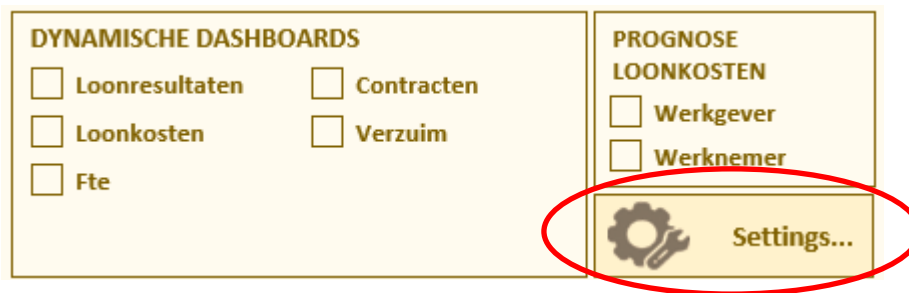 DYNAMISCHE DASHBOARDS
Loonresultaten
Contracten
Loonkosten
Verzuim
Fte
PROGNOSE
LOONKOSTEN
Werkgever
Werknemer
Settings...